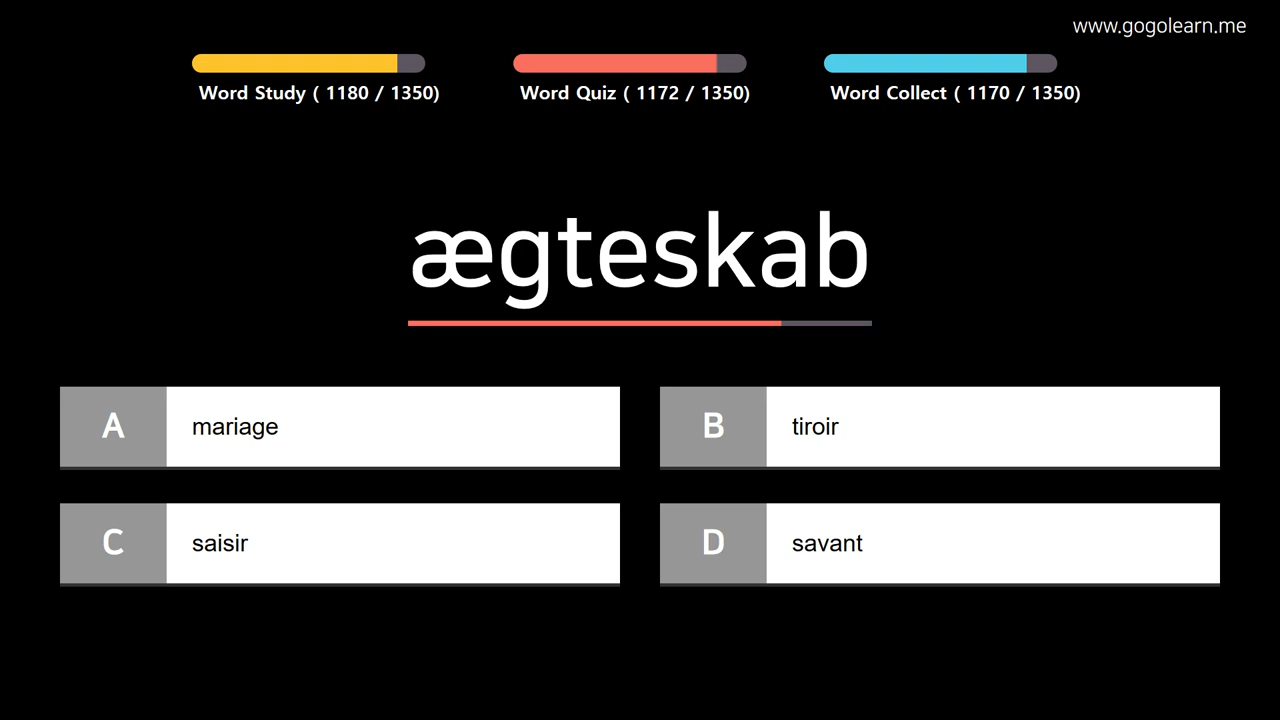 www.gogolearn.me
Word Study ( 1180 / 1350)
Word Quiz ( 1172 / 1350)
Word Collect ( 1170 / 1350)
ægteskab
A mariage
B tiroir
C saisir
D savant